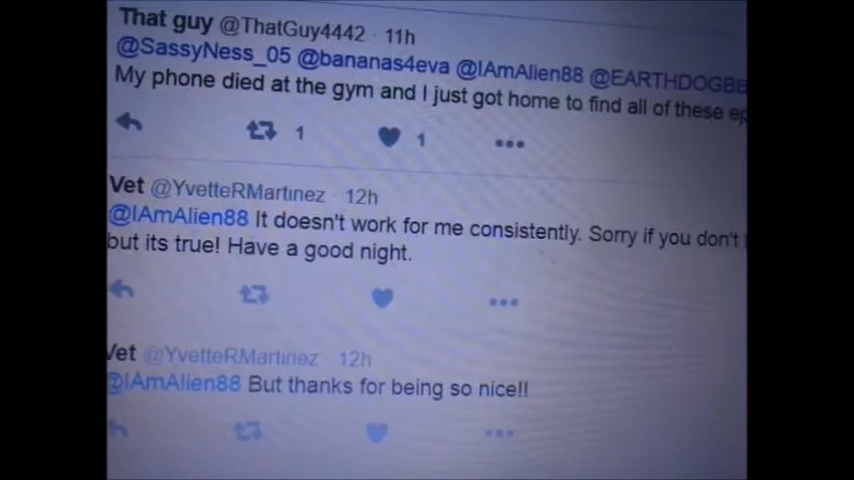 That guy @ThatGuy4442 · 11h
@SassyNess_05 @bananas4eva @IAmAlien88 @EARTHDOGBB
My phone died at the gym and I just got home to find all of these
1 1
Vet @YvetteRMartinez · 12h
@IAmAlien88 It doesn't work for me consistently. Sorry if you don't
but its true! Have a good night.
Vet @YvetteRMartinez 12h
@IAmAlien88 But thanks for being so nice!!